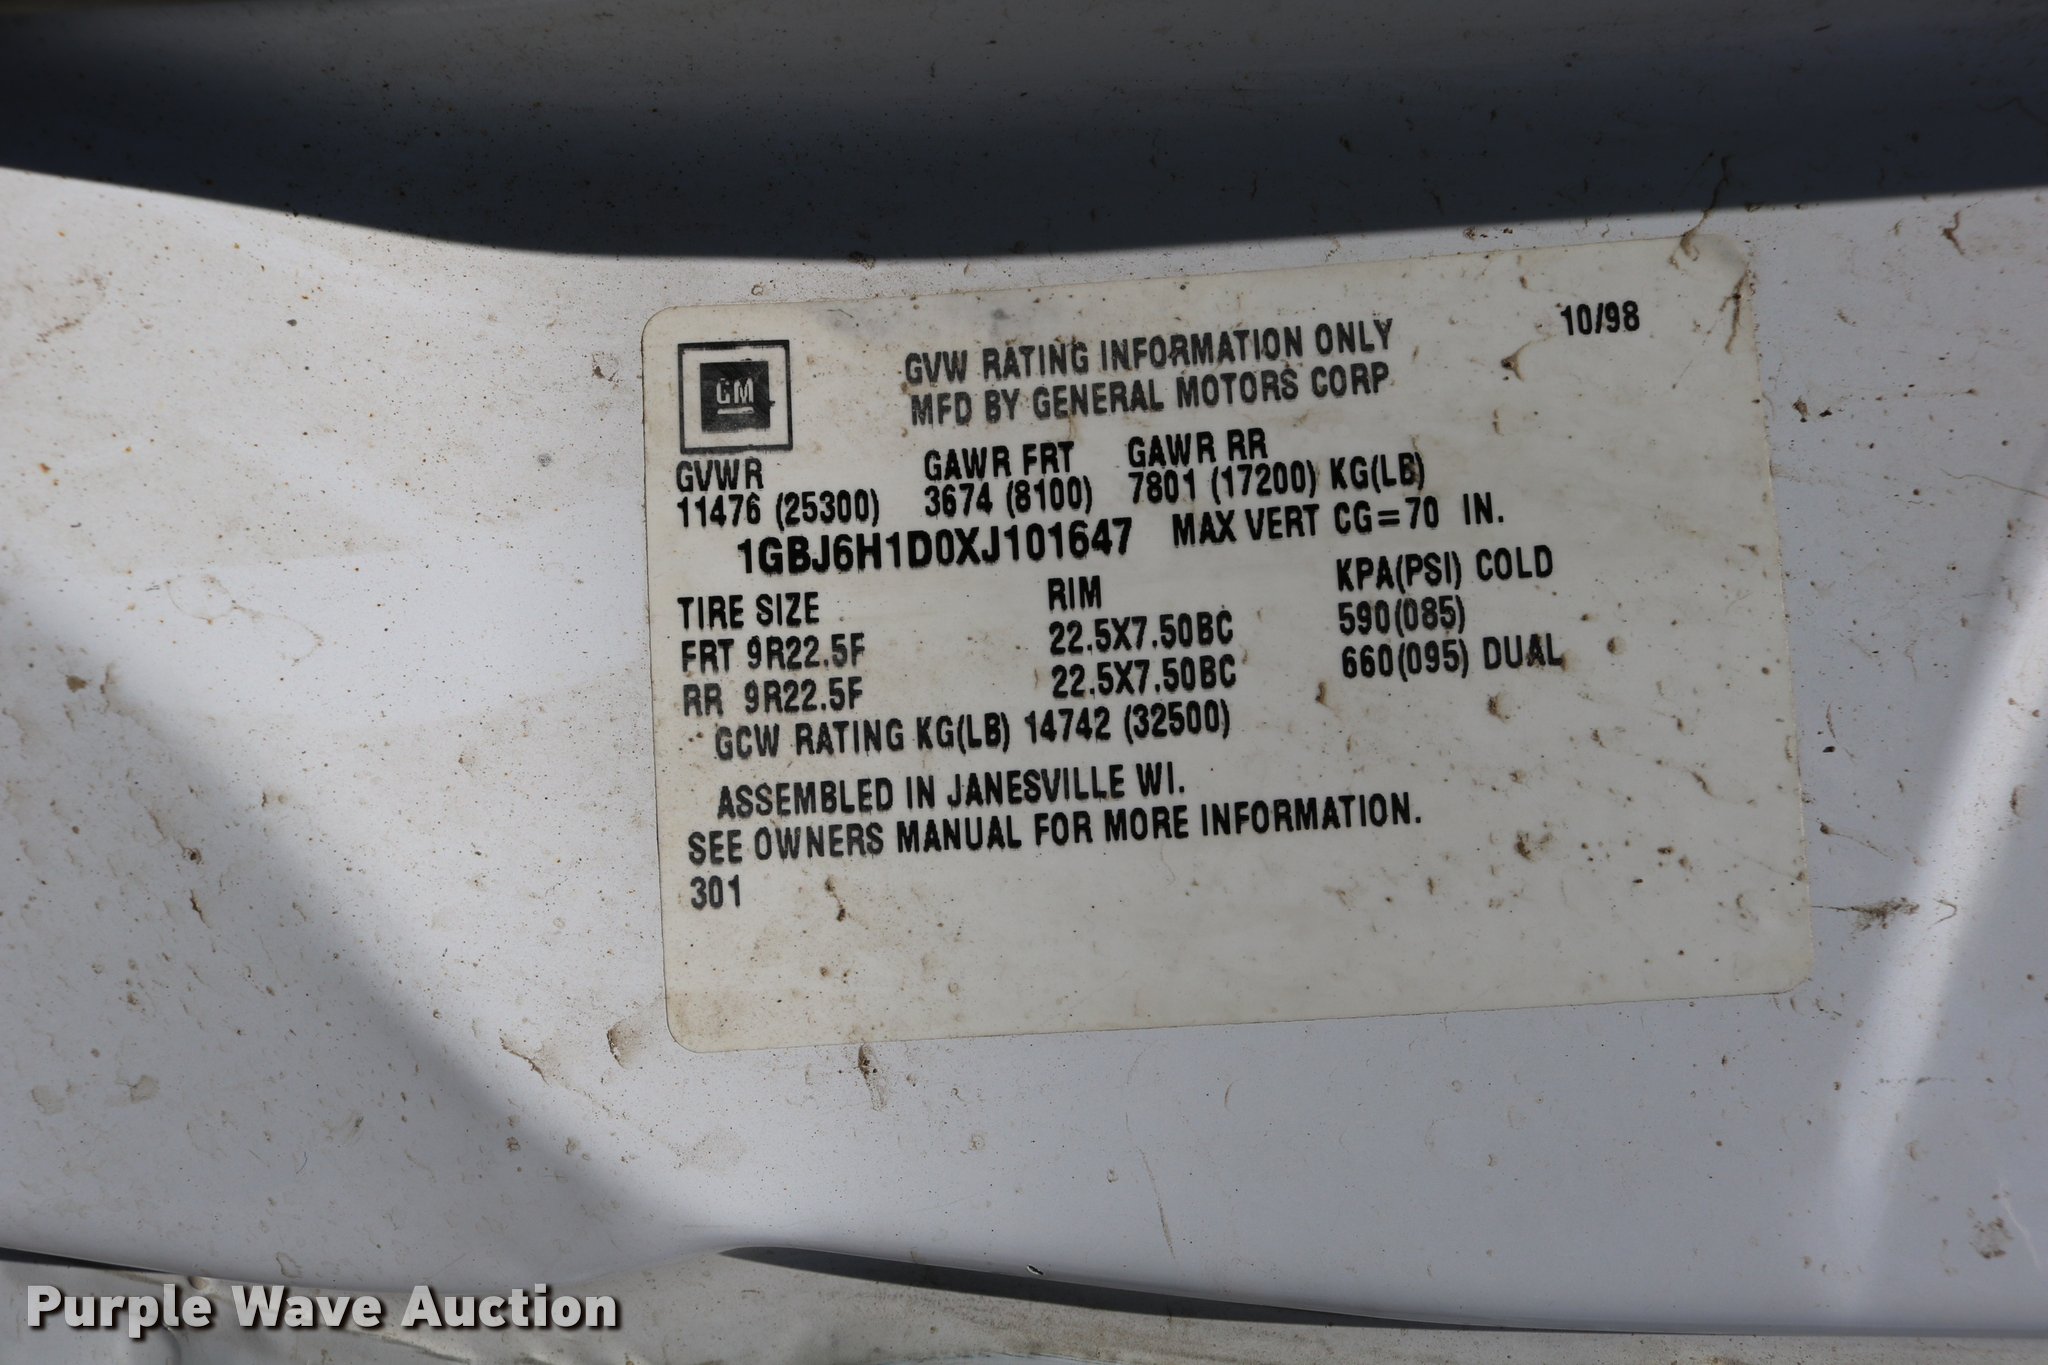 10/98
GM
GVW RATING INFORMATION ONLY
MFD BY GENERAL MOTORS CORP
GVWR GAWR FRT GAWR RR
11476 (25300) 3674 (8100) 7801 (17200) KG(LB)
1GBJ6H1D0XJ101647 MAX VERT CG=70 IN.
TIRE SIZE RIM KPA(PSI) COLD
FRT 9R22.5F 22.5X7.50BC 590(085)
RR 9R22.5F 22.5X7.50BC 660(095) DUAL
GCW RATING KG(LB) 14742 (32500)
ASSEMBLED IN JANESVILLE WI.
SEE OWNERS MANUAL FOR MORE INFORMATION.
301
Purple Wave Auction